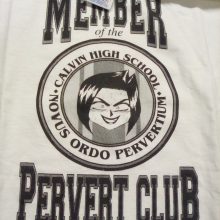 MEMBER
of the
CALVIN HIGH SCHOOL
NOVUS ORDO PERVERTIUM
PERVERT CLUB